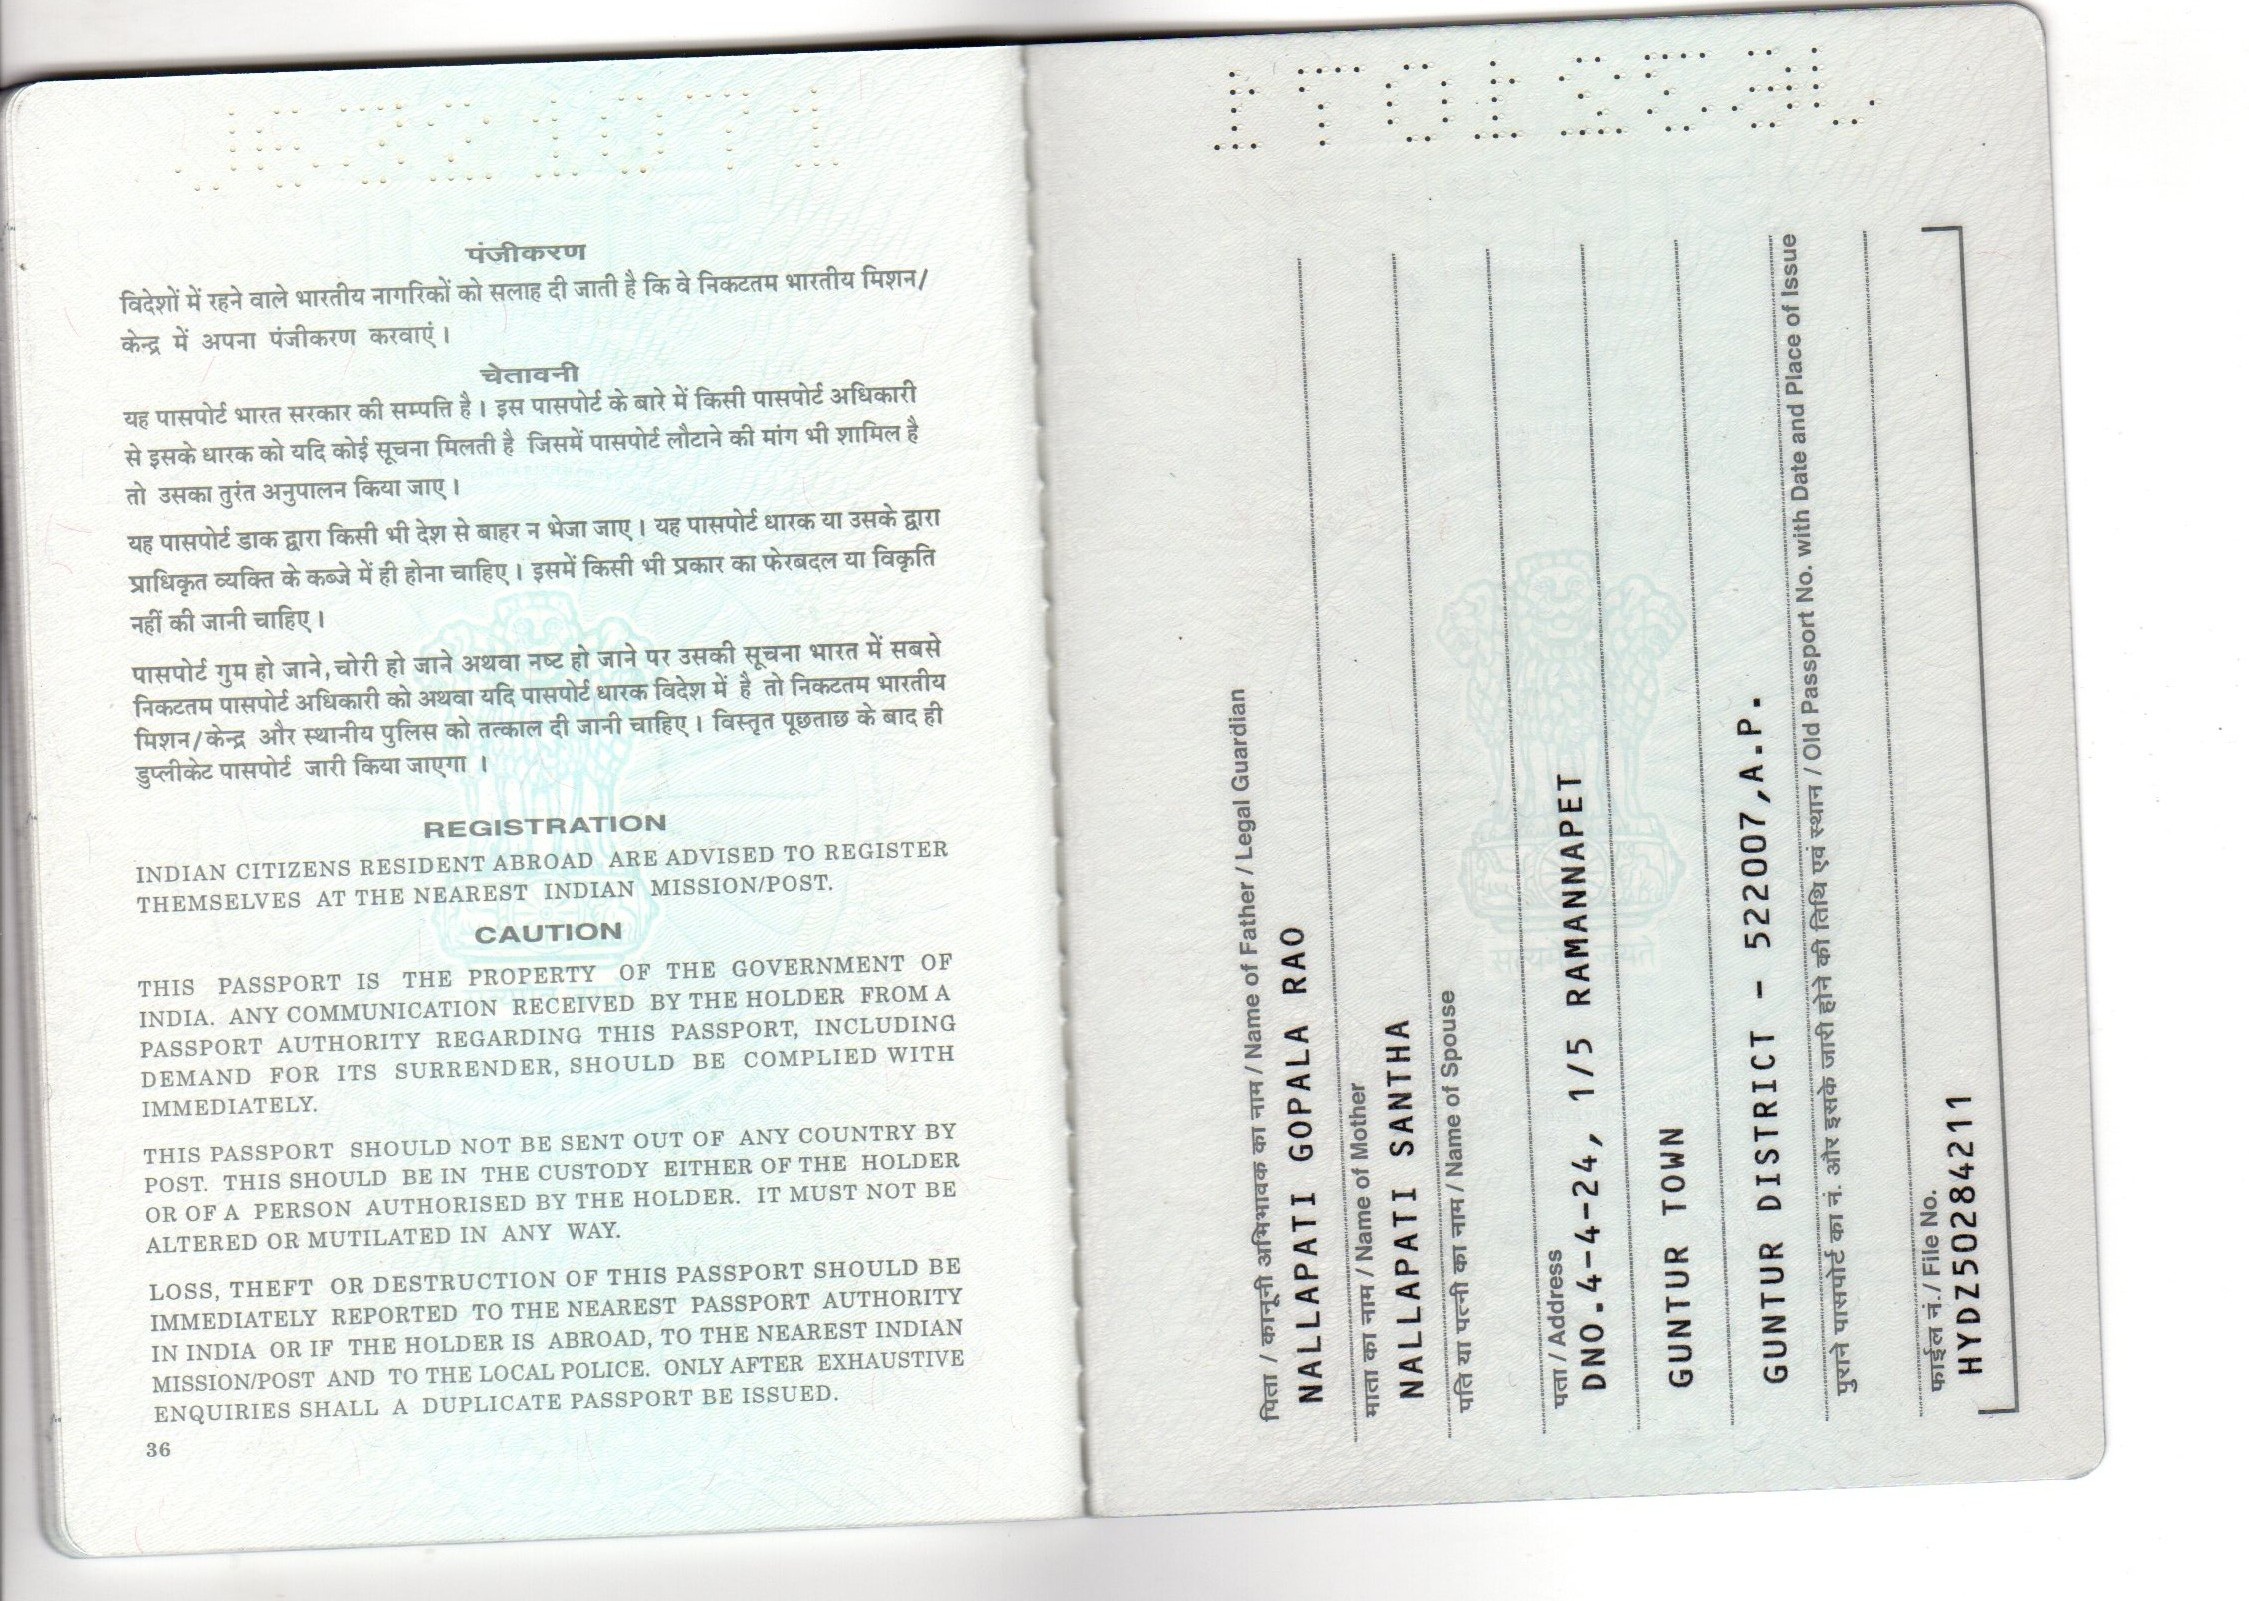 पंजीकरण
विदेशों में रहने वाले भारतीय नागरिकों को सलाह दी जाती है कि वे निकटतम भारतीय मिशन/
केन्द्र में अपना पंजीकरण करवाएं।
चेतावनी
यह पासपोर्ट भारत सरकार की सम्पत्ति है। इस पासपोर्ट के बारे में किसी पासपोर्ट अधिकारी
से इसके धारक को यदि कोई सूचना मिलती है जिसमें पासपोर्ट लौटाने की मांग भी शामिल है
तो उसका तुरंत अनुपालन किया जाए।
यह पासपोर्ट डाक द्वारा किसी भी देश से बाहर न भेजा जाए। यह पासपोर्ट धारक या उसके द्वारा
प्राधिकृत व्यक्ति के कब्जे में ही होना चाहिए। इसमें किसी भी प्रकार का फेरबदल या विकृति
नहीं की जानी चाहिए।
पासपोर्ट गुम हो जाने, चोरी हो जाने अथवा नष्ट हो जाने पर उसकी सूचना भारत में सबसे
निकटतम पासपोर्ट अधिकारी को अथवा यदि पासपोर्ट धारक विदेश में है तो निकटतम भारतीय
मिशन/केन्द्र और स्थानीय पुलिस को तत्काल दी जानी चाहिए। विस्तृत पूछताछ के बाद ही
डुप्लीकेट पासपोर्ट जारी किया जाएगा ।
REGISTRATION
INDIAN CITIZENS RESIDENT ABROAD ARE ADVISED TO REGISTER
THEMSELVES AT THE NEAREST INDIAN MISSION/POST.
CAUTION
THIS PASSPORT IS THE PROPERTY OF THE GOVERNMENT OF
INDIA. ANY COMMUNICATION RECEIVED BY THE HOLDER FROM A
PASSPORT AUTHORITY REGARDING THIS PASSPORT, INCLUDING
DEMAND FOR ITS SURRENDER, SHOULD BE COMPLIED WITH
IMMEDIATELY.
THIS PASSPORT SHOULD NOT BE SENT OUT OF ANY COUNTRY BY
POST. THIS SHOULD BE IN THE CUSTODY EITHER OF THE HOLDER
OR OF A PERSON AUTHORISED BY THE HOLDER. IT MUST NOT BE
ALTERED OR MUTILATED IN ANY WAY.
LOSS, THEFT OR DESTRUCTION OF THIS PASSPORT SHOULD BE
IMMEDIATELY REPORTED TO THE NEAREST PASSPORT AUTHORITY
IN INDIA OR IF THE HOLDER IS ABROAD, TO THE NEAREST INDIAN
MISSION/POST AND TO THE LOCAL POLICE. ONLY AFTER EXHAUSTIVE
ENQUIRIES SHALL A DUPLICATE PASSPORT BE ISSUED.
36
पिता / कानूनी अभिभावक का नाम / Name of Father / Legal Guardian
NALLAPATI GOPALA RAO
माता का नाम / Name of Mother
NALLAPATI SANTHA
पति या पत्नी का नाम / Name of Spouse
पता / Address
DNO.4-4-24, 1/5 RAMANNAPET
GUNTUR TOWN
GUNTUR DISTRICT - 522007,A.P.
पुराने पासपोर्ट का नं. और इसके जारी होने की तिथि एवं स्थान / Old Passport No. with Date and Place of Issue
फाईल नं. / File No.
HYDZ50284211
सत्यमेव जयते